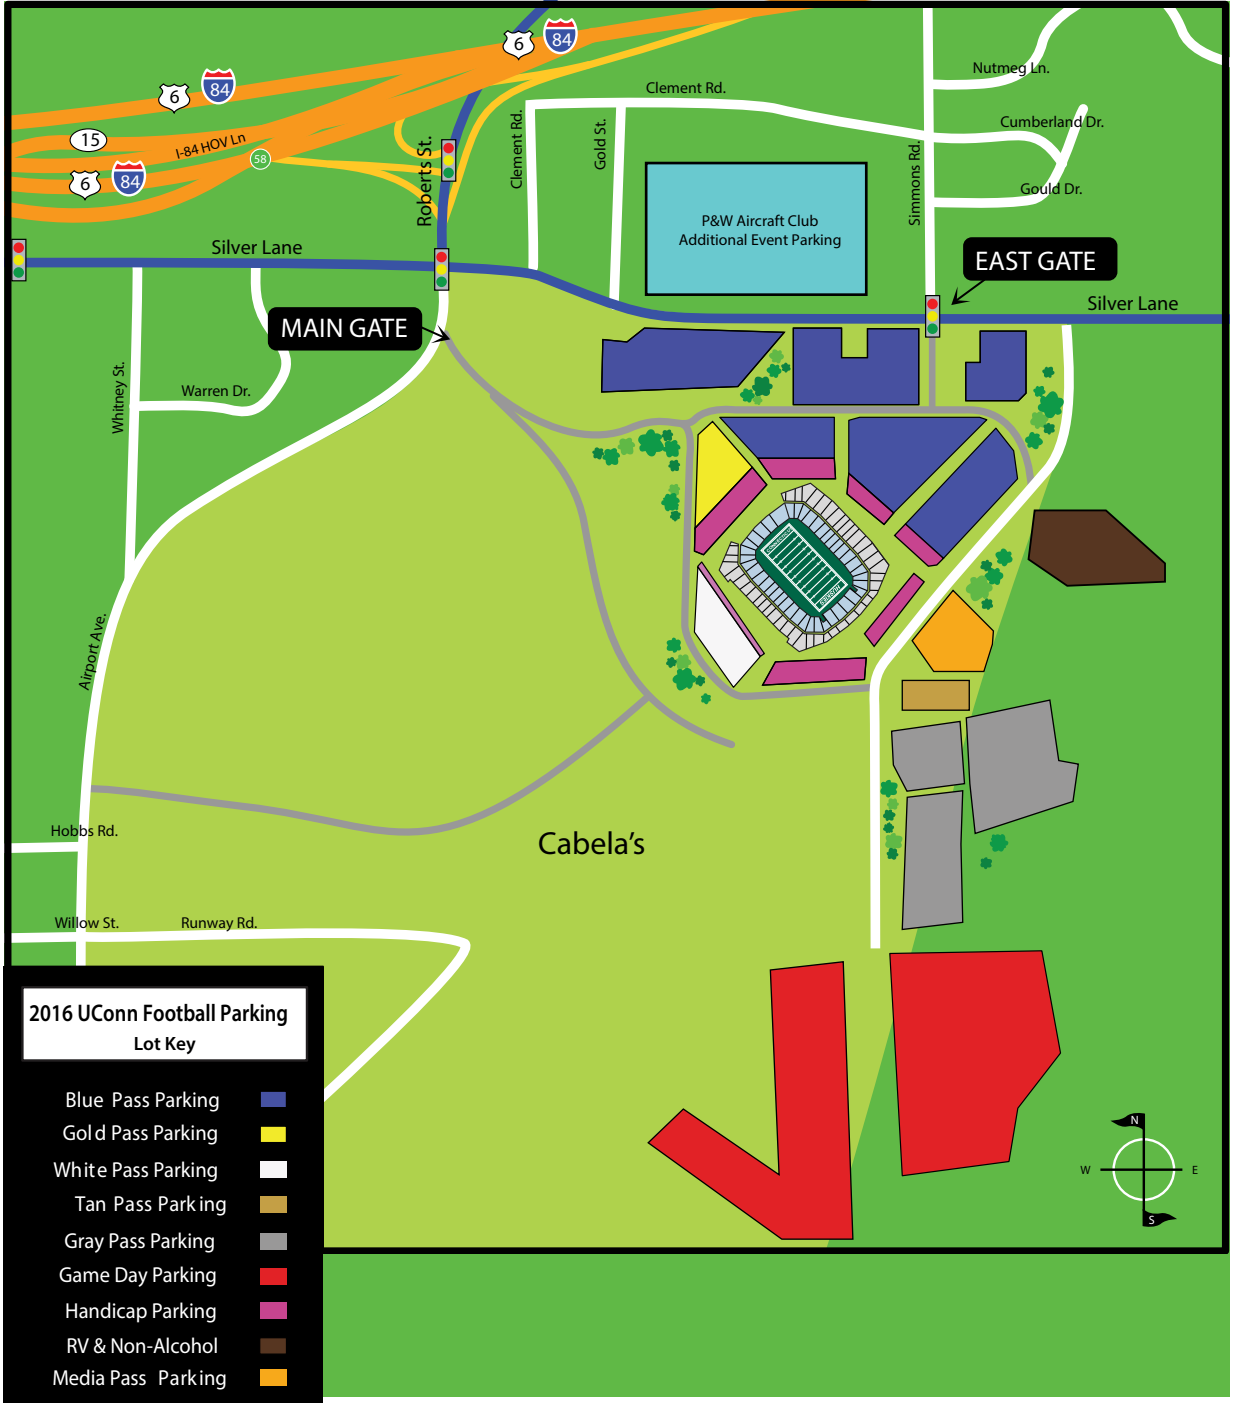 6
84
6
84
15
I-84 HOV Ln
58
6
84
Roberts St.
Clement Rd.
Clement Rd.
Gold St.
Nutmeg Ln.
Cumberland Dr.
Gould Dr.
Simmons Rd.
P&W Aircraft Club
Additional Event Parking
Silver Lane
EAST GATE
Silver Lane
MAIN GATE
Whitney St.
Warren Dr.
Airport Ave.
Cabela's
Hobbs Rd.
Willow St.
Runway Rd.
2016 UConn Football Parking
Lot Key
Blue Pass Parking
Gold Pass Parking
White Pass Parking
Tan Pass Parking
Gray Pass Parking
Game Day Parking
Handicap Parking
RV & Non-Alcohol
Media Pass Parking
N
W
E
S